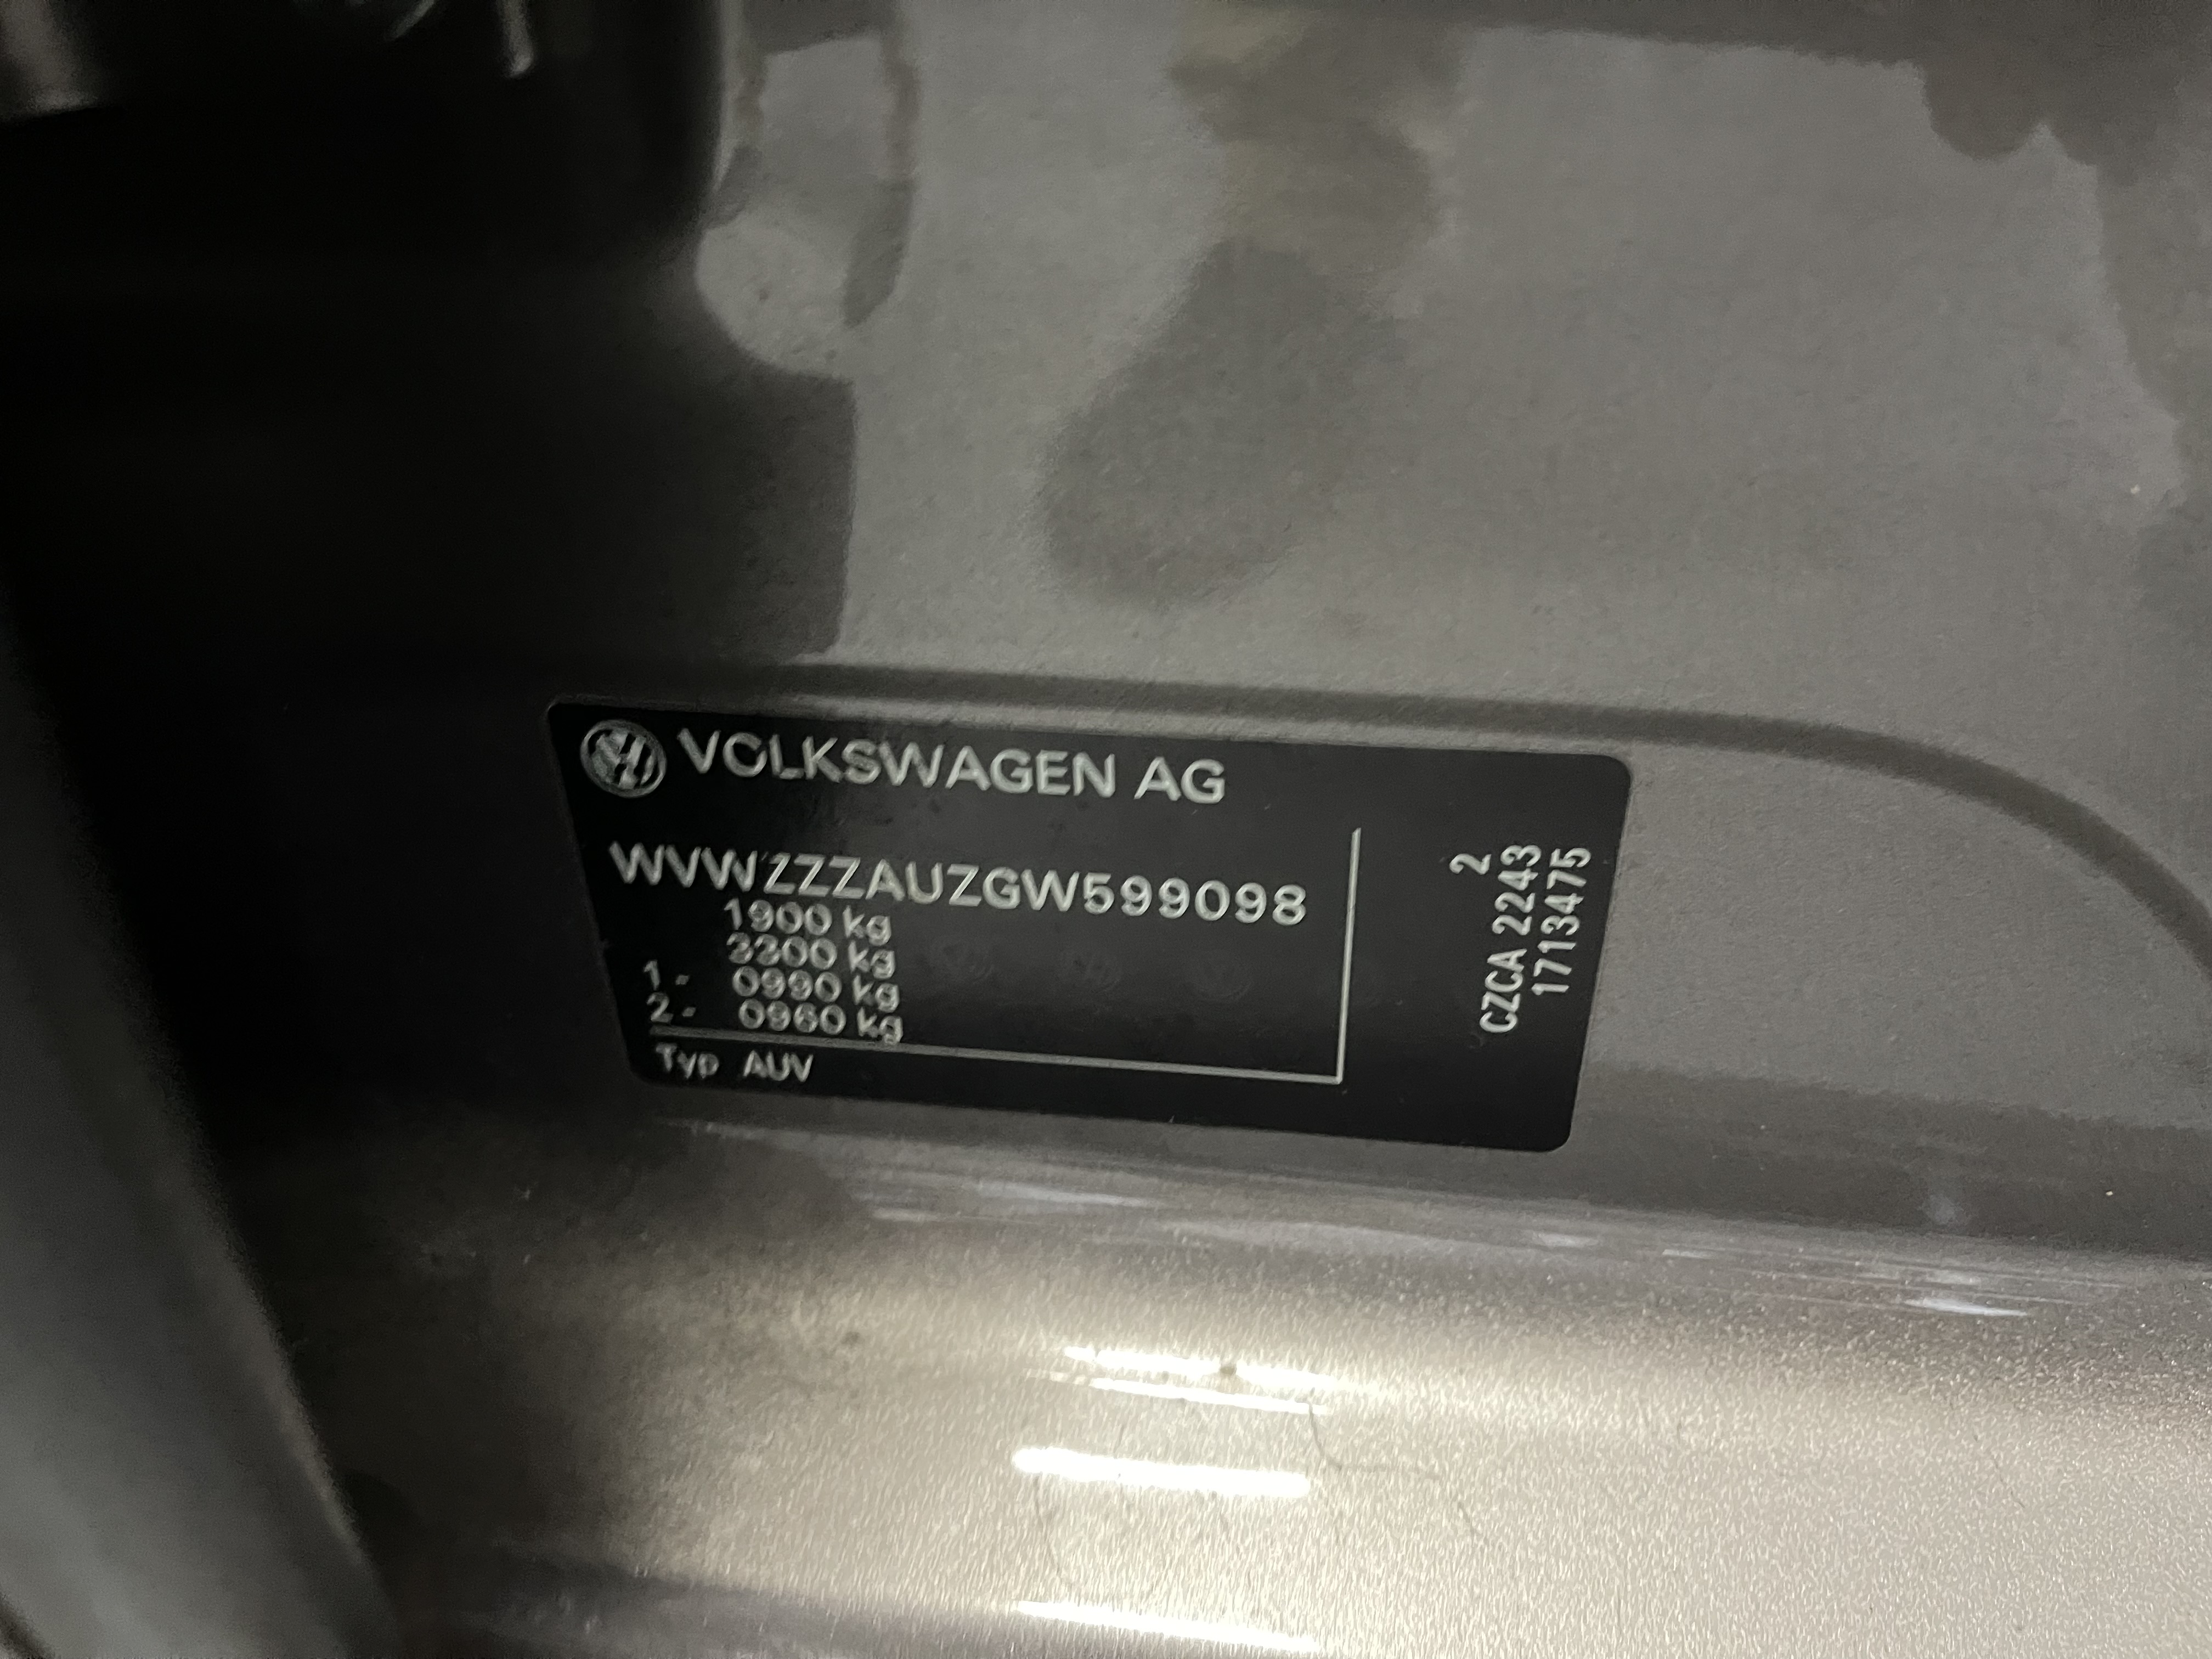 VOLKSWAGEN AG
WVWZZZAUZGW599098
1900 kg
3300 kg
1 - 0990 kg
2 - 0960 kg
Typ AUV
2
CZCA 2243
1713475